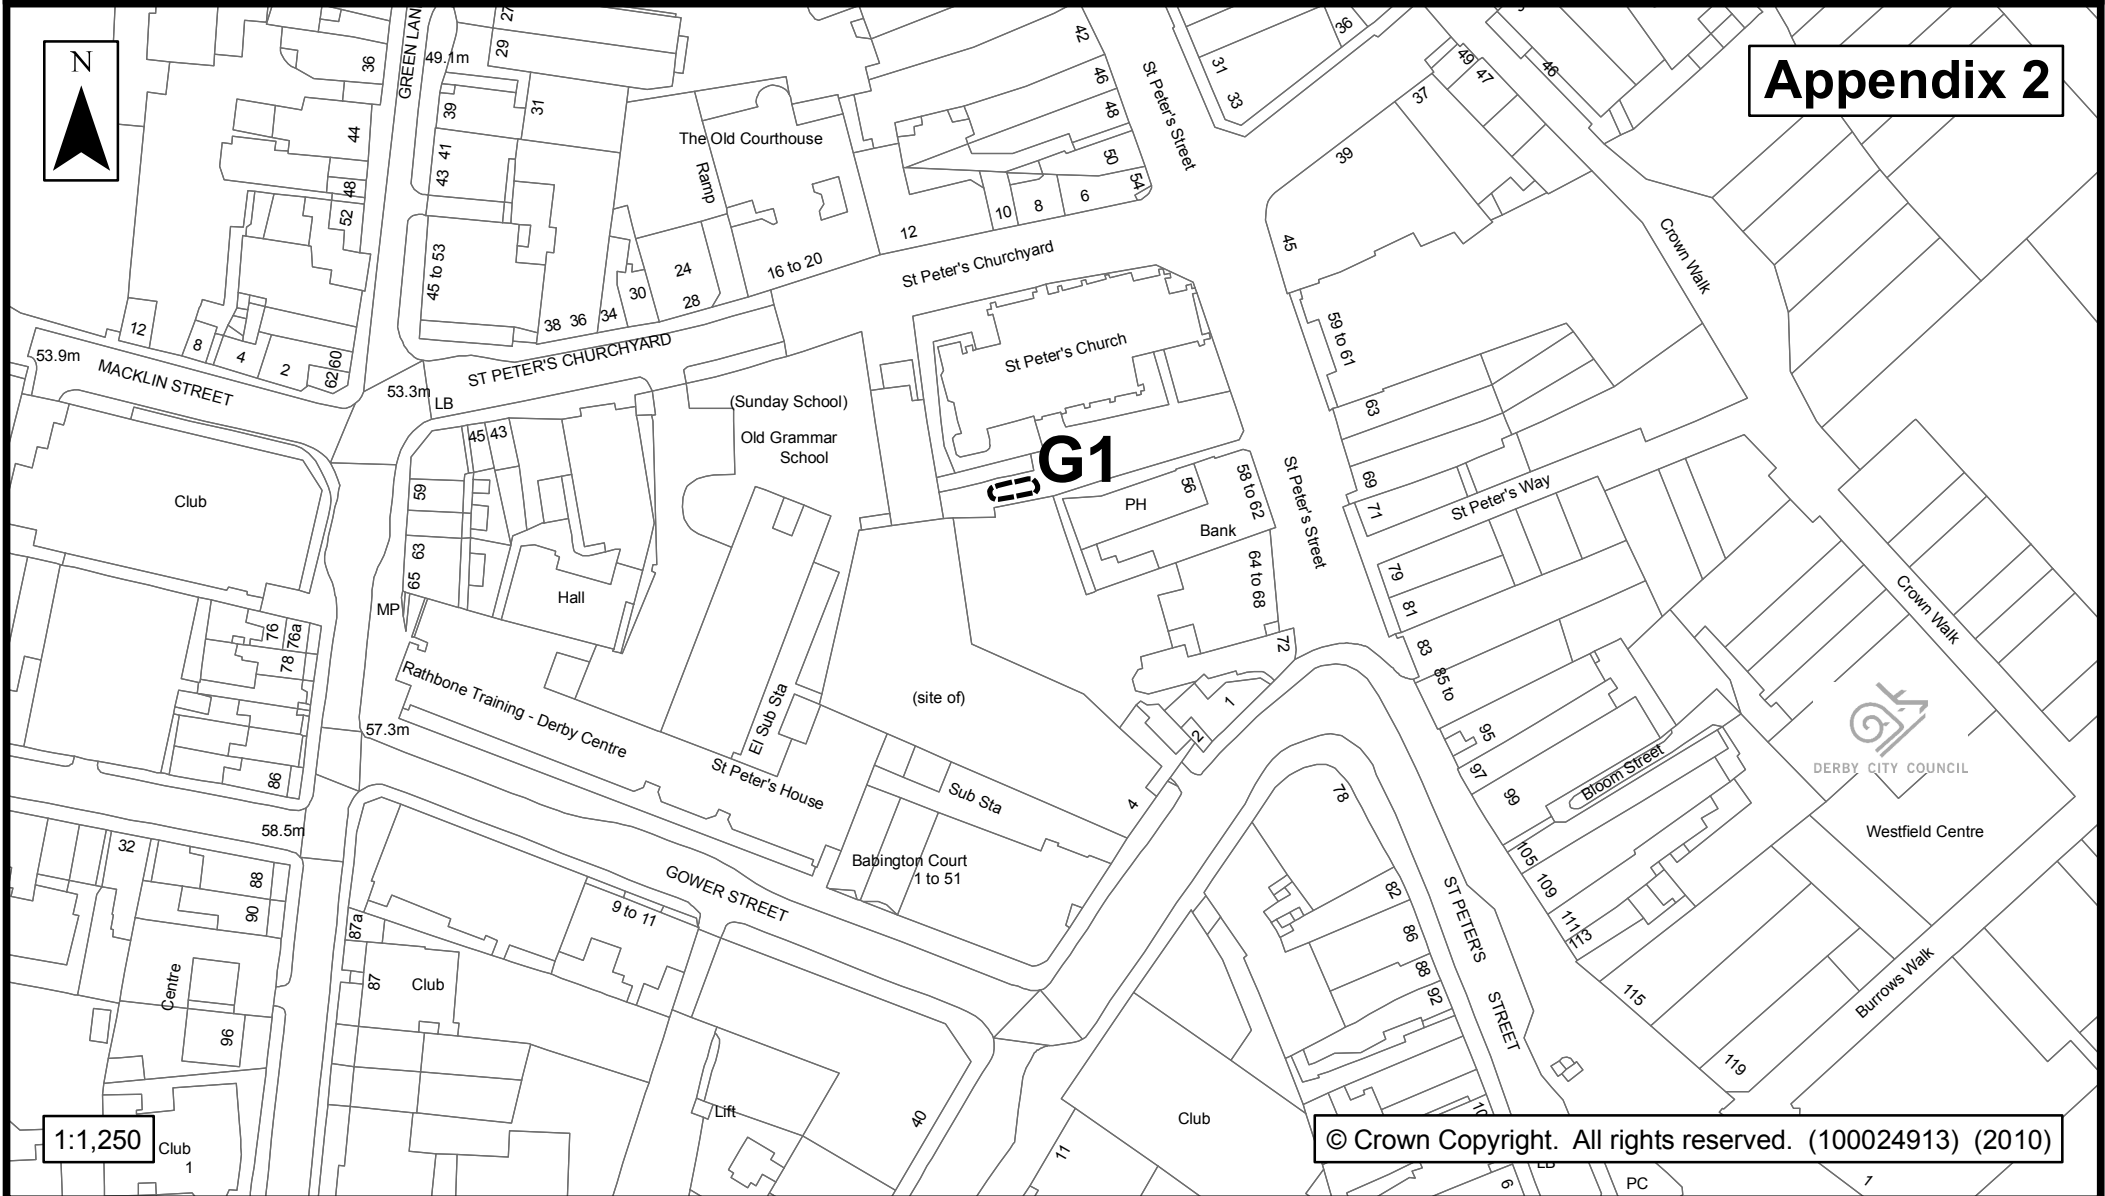 N
Appendix 2
GREEN LAN
49.1m
27
29
36
39
31
41
43
44
48
52
45 to 53
The Old Courthouse
Ramp
42
46
48
50
54
St Peter's Street
31
33
36
49
47
46
37
39
45
Crown Walk
10
8
6
12
16 to 20
St Peter's Churchyard
24
28
30
34
36
38
ST PETER'S CHURCHYARD
12
8
4
2
60
62
53.9m
MACKLIN STREET
53.3m
LB
St Peter's Church
59 to 61
63
(Sunday School)
Old Grammar
School
G1
45
43
59
63
65
MP
Hall
Club
PH
56
58 to 62
Bank
64 to 68
72
St Peter's Street
69
71
St Peter's Way
79
81
83
85 to
95
97
99
Bloom Street
Crown Walk
DERBY CITY COUNCIL
Westfield Centre
76
76a
78
86
57.3m
58.5m
Rathbone Training - Derby Centre
El Sub Sta
St Peter's House
(site of)
Sub Sta
1
2
4
78
Babington Court
1 to 51
GOWER STREET
32
88
90
Centre
96
87a
87
Club
9 to 11
82
86
88
92
ST PETER'S
STREET
105
109
111
113
115
119
Burrows Walk
Lift
40
11
Club
10
1:1,250
Club
1
© Crown Copyright. All rights reserved. (100024913) (2010)
6
PC
1